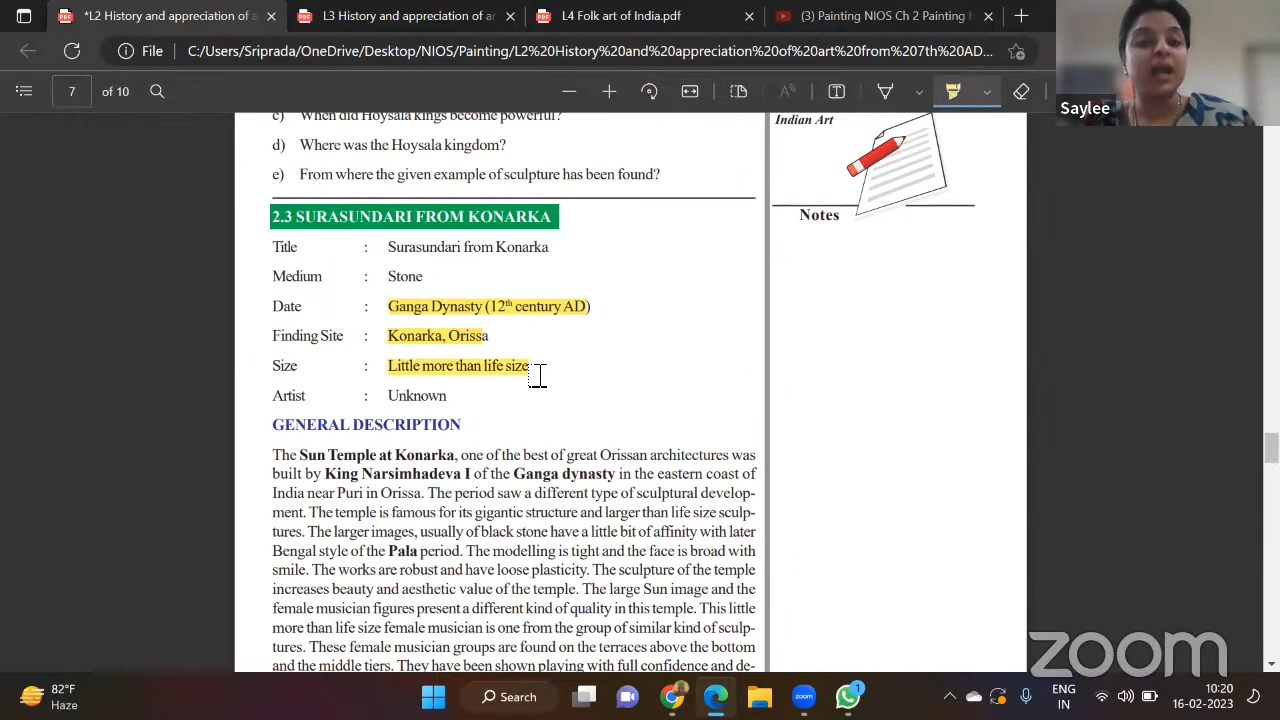 *L2 History and appreciation of a
L3 History and appreciation of a
L4 Folk art of India.pdf
(3) Painting NIOS Ch 2 Painting h
File
C:/Users/Sriprada/OneDrive/Desktop/NIOS/Painting/L2%20History%20and%20appreciation%20of%20art%20from%207th%20AD...
7 of 10
Saylee
c) When did Hoysala kings become powerful?
d) Where was the Hoysala kingdom?
e) From where the given example of sculpture has been found?
Indian Art
Notes
2.3 SURASUNDARI FROM KONARKA
Title : Surasundari from Konarka
Medium : Stone
Date : Ganga Dynasty (12th century AD)
Finding Site : Konarka, Orissa
Size : Little more than life size
Artist : Unknown
GENERAL DESCRIPTION
The Sun Temple at Konarka, one of the best of great Orissan architectures was
built by King Narsimhadeva I of the Ganga dynasty in the eastern coast of
India near Puri in Orissa. The period saw a different type of sculptural develop-
ment. The temple is famous for its gigantic structure and larger than life size sculp-
tures. The larger images, usually of black stone have a little bit of affinity with later
Bengal style of the Pala period. The modelling is tight and the face is broad with
smile. The works are robust and have loose plasticity. The sculpture of the temple
increases beauty and aesthetic value of the temple. The large Sun image and the
female musician figures present a different kind of quality in this temple. This little
more than life size female musician is one from the group of similar kind of sculp-
tures. These female musician groups are found on the terraces above the bottom
and the middle tiers. They have been shown playing with full confidence and de-
zoom
82°F
Haze
Search
zoom
1
ENG
IN
10:20
16-02-2023